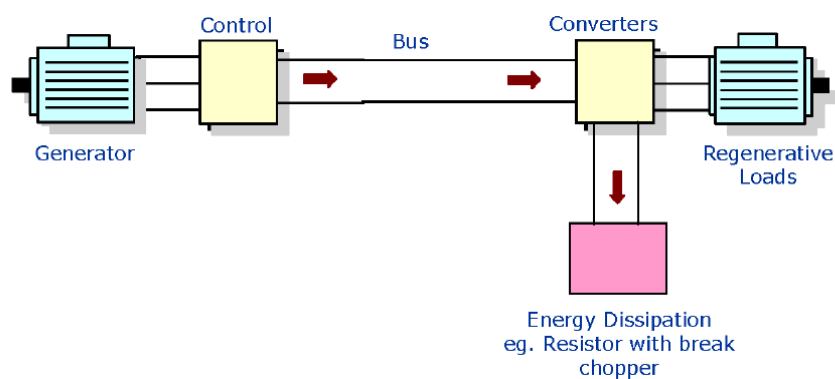 Control
Bus
Converters
Generator
Regenerative
Loads
Energy Dissipation
eg. Resistor with break
chopper